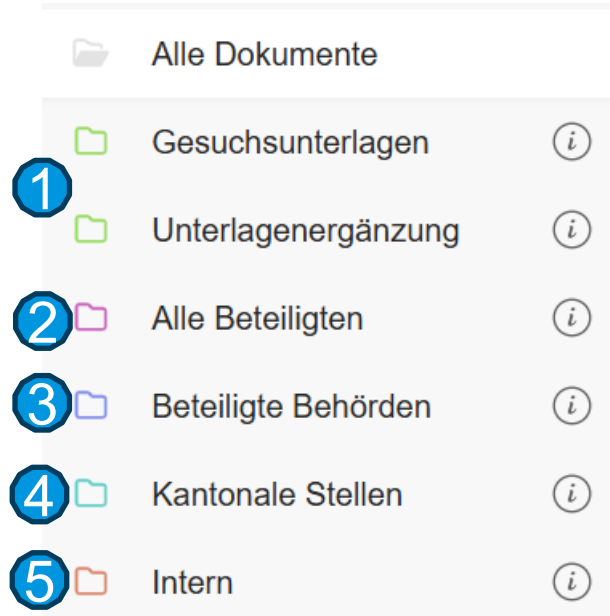 Alle Dokumente
Gesuchsunterlagen i
1
Unterlagenergänzung i
2 Alle Beteiligten i
3 Beteiligte Behörden i
4 Kantonale Stellen i
5 Intern i